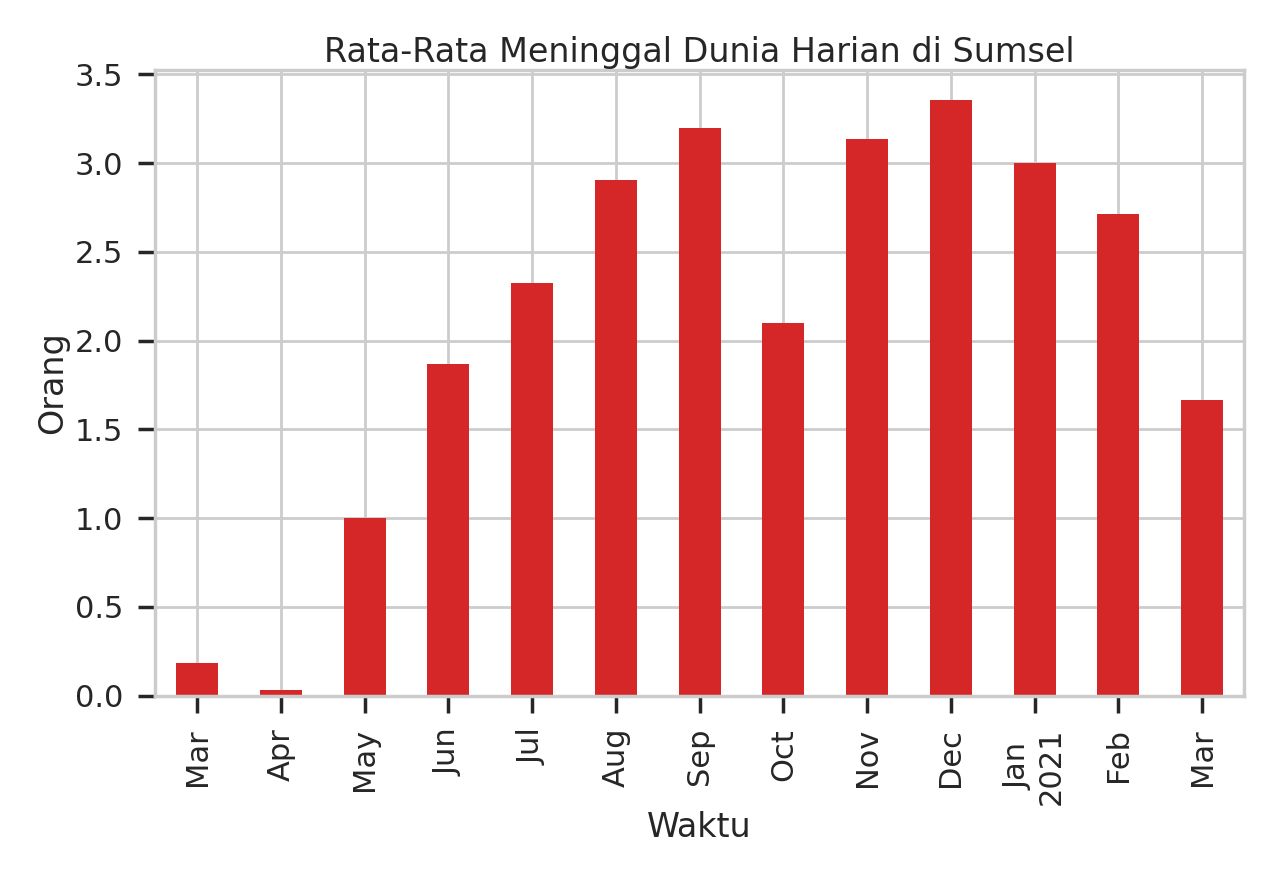 Rata-Rata Meninggal Dunia Harian di Sumsel
3.5
3.0
2.5
2.0
1.5
1.0
0.5
0.0
Orang
Mar
Apr
May
Jun
Jul
Aug
Sep
Oct
Nov
Dec
Jan
2021
Feb
Mar
Waktu